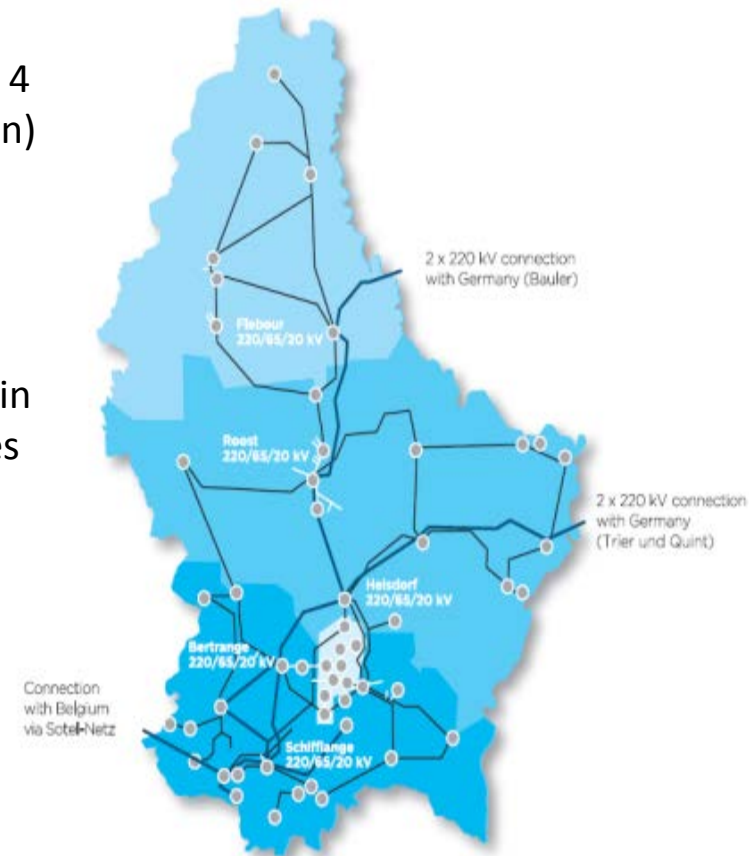 4
n)
2 x 220 kV connection
with Germany (Bauler)
Flebour
220/65/20 kV
in
es
Roost
220/65/20 kV
2 x 220 kV connection
with Germany
(Trier und Quint)
Heisdorf
220/65/20 kV
Bertrange
220/65/20 kV
Connection
with Belgium
via Sotel-Netz
Schifflange
220/65/20 kV